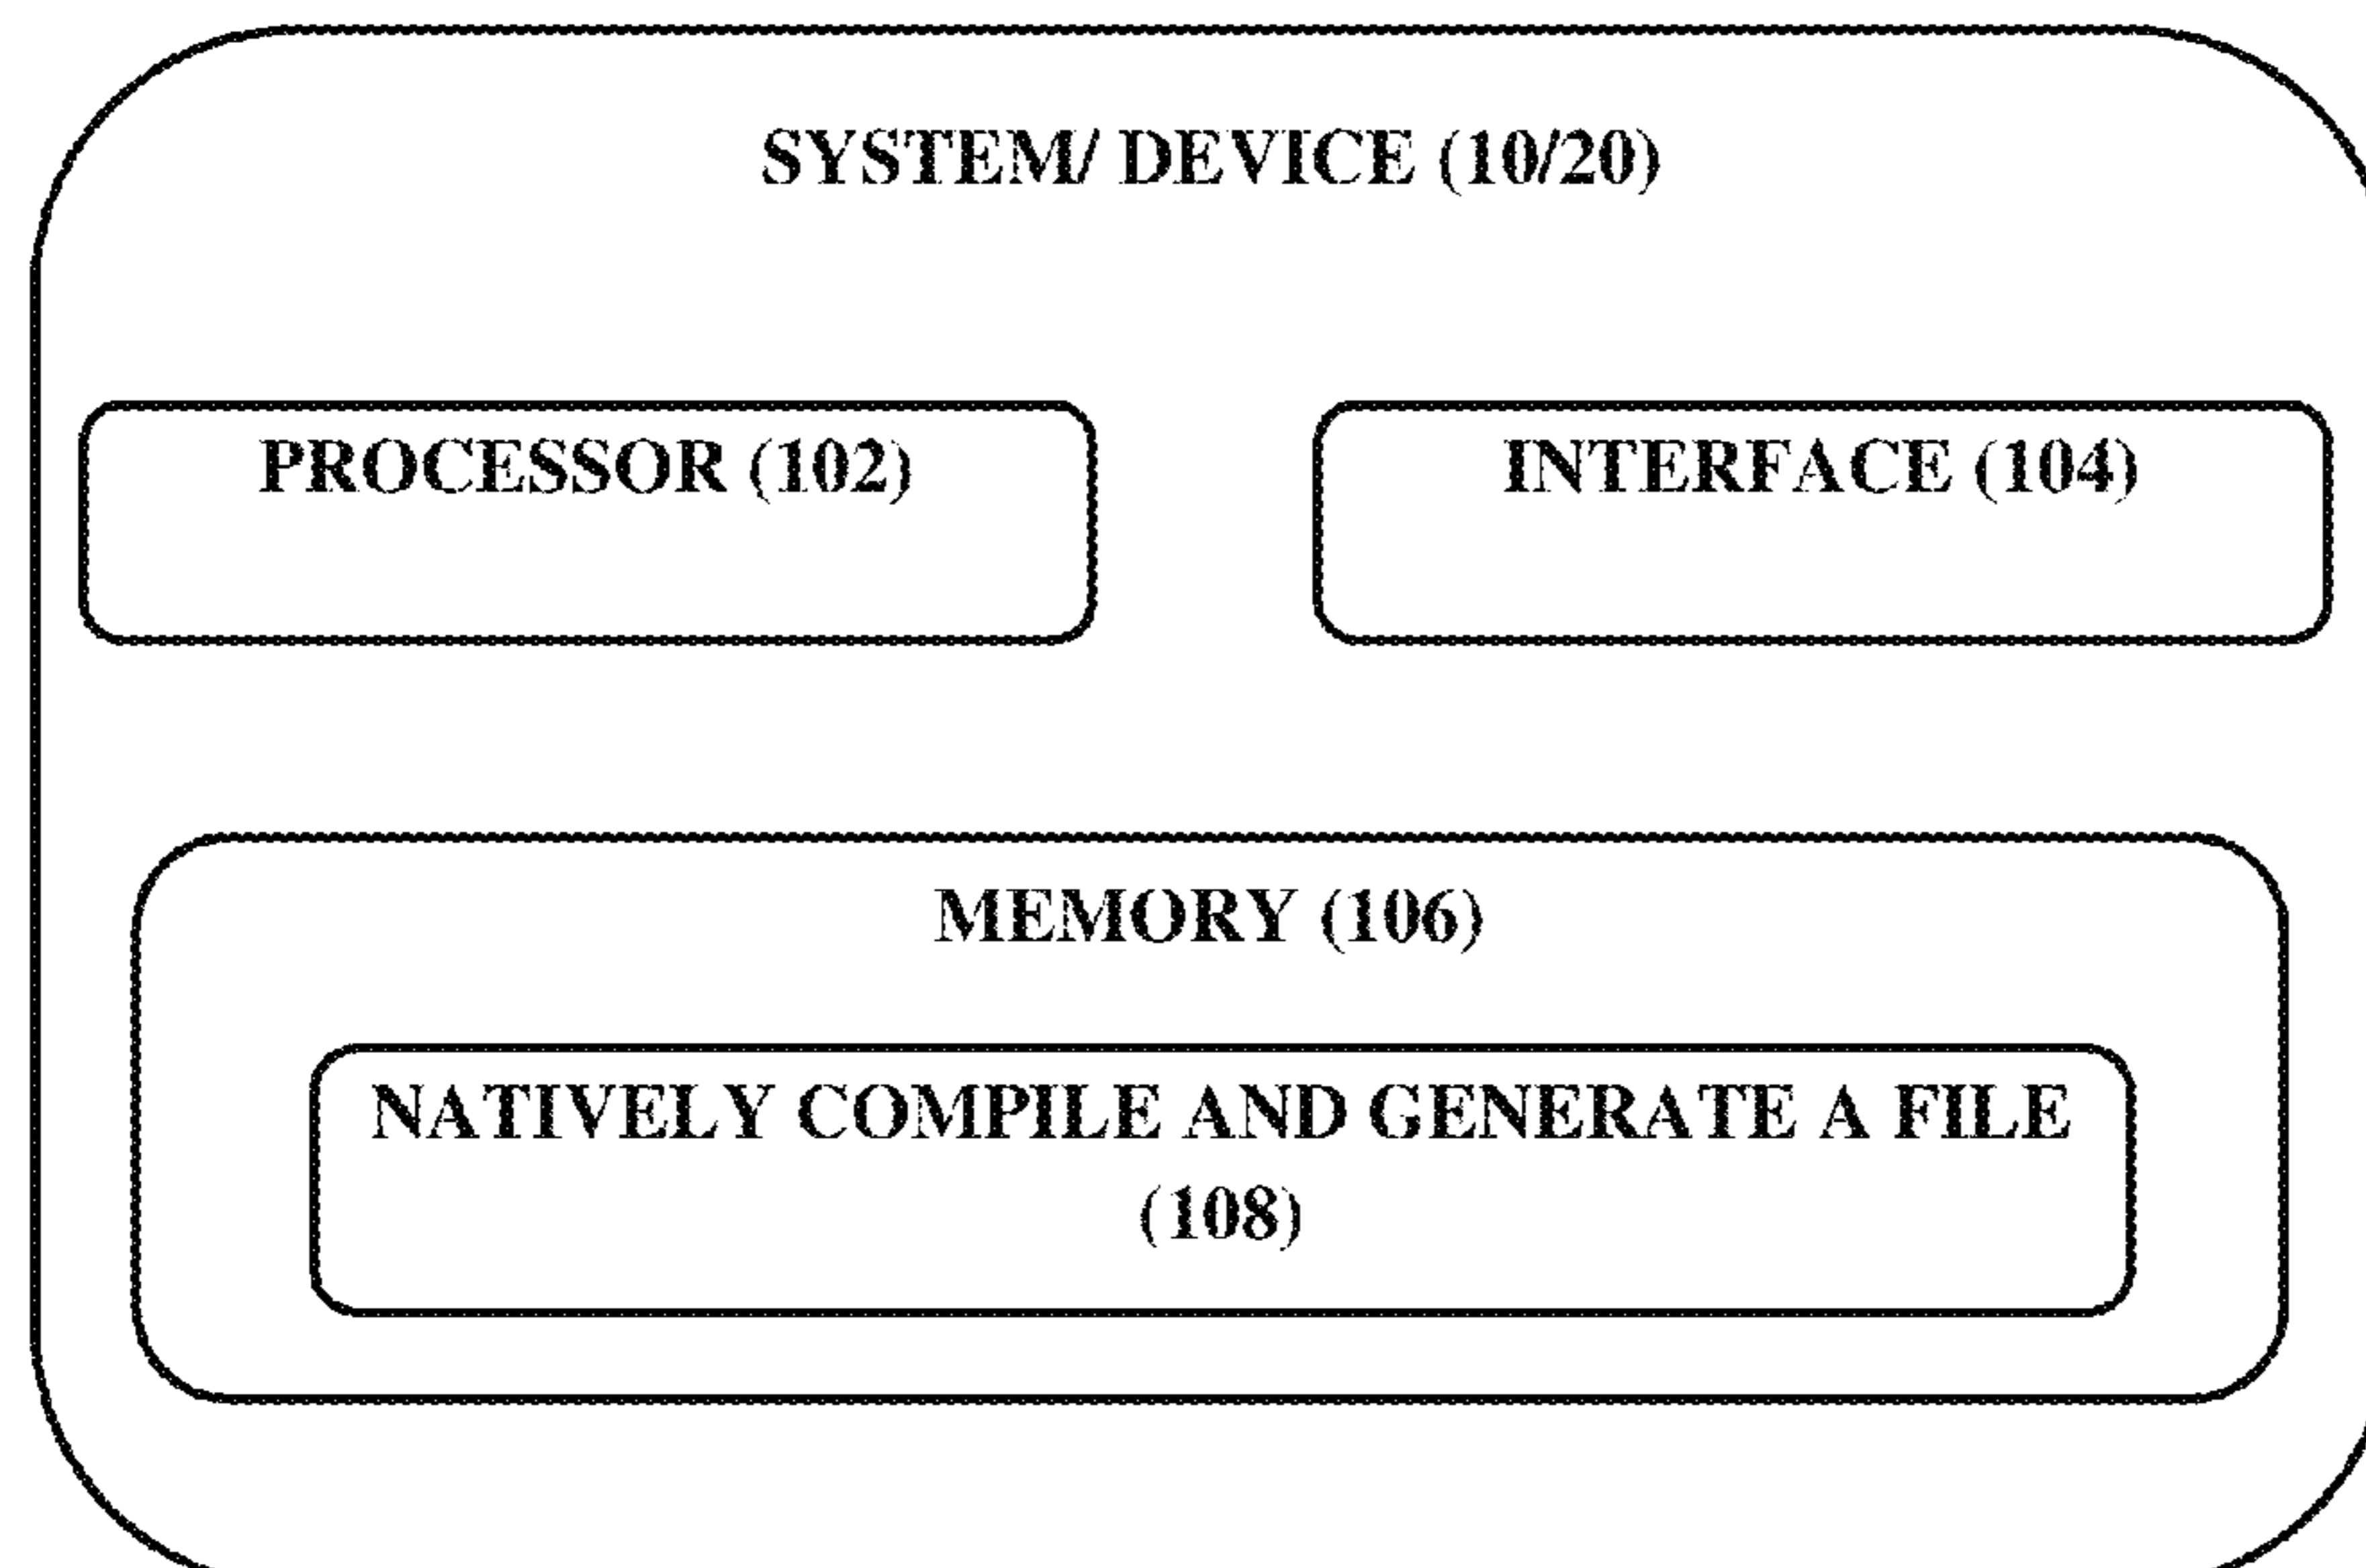 SYSTEM/ DEVICE (10/20)
PROCESSOR (102)
INTERFACE (104)
MEMORY (106)
NATIVELY COMPILE AND GENERATE A FILE
(108)